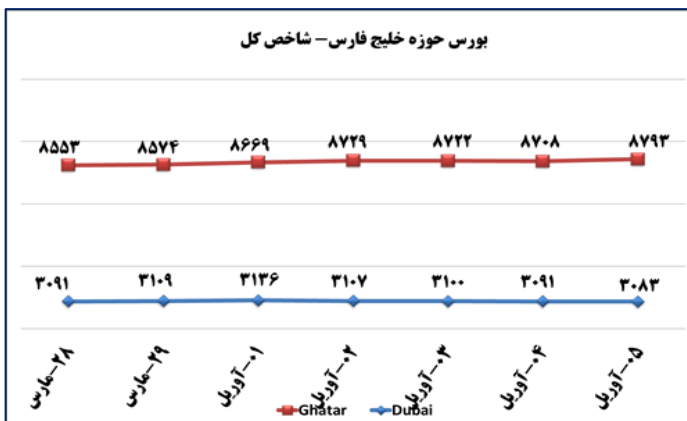 بورس حوزه خلیج فارس– شاخص کل
۸۵۵۳ ۸۵۷۴ ۸۶۶۹ ۸۷۲۹ ۸۷۲۲ ۸۷۰۸ ۸۷۹۳
۳۰۹۱ ۳۱۰۹ ۳۱۳۶ ۳۱۰۷ ۳۱۰۰ ۳۰۹۱ ۳۰۸۳
۲۸-مارس
۲۹-مارس
۰۱-آوریل
۰۲-آوریل
۰۳-آوریل
۰۴-آوریل
۰۵-آوریل
Ghatar Dubai